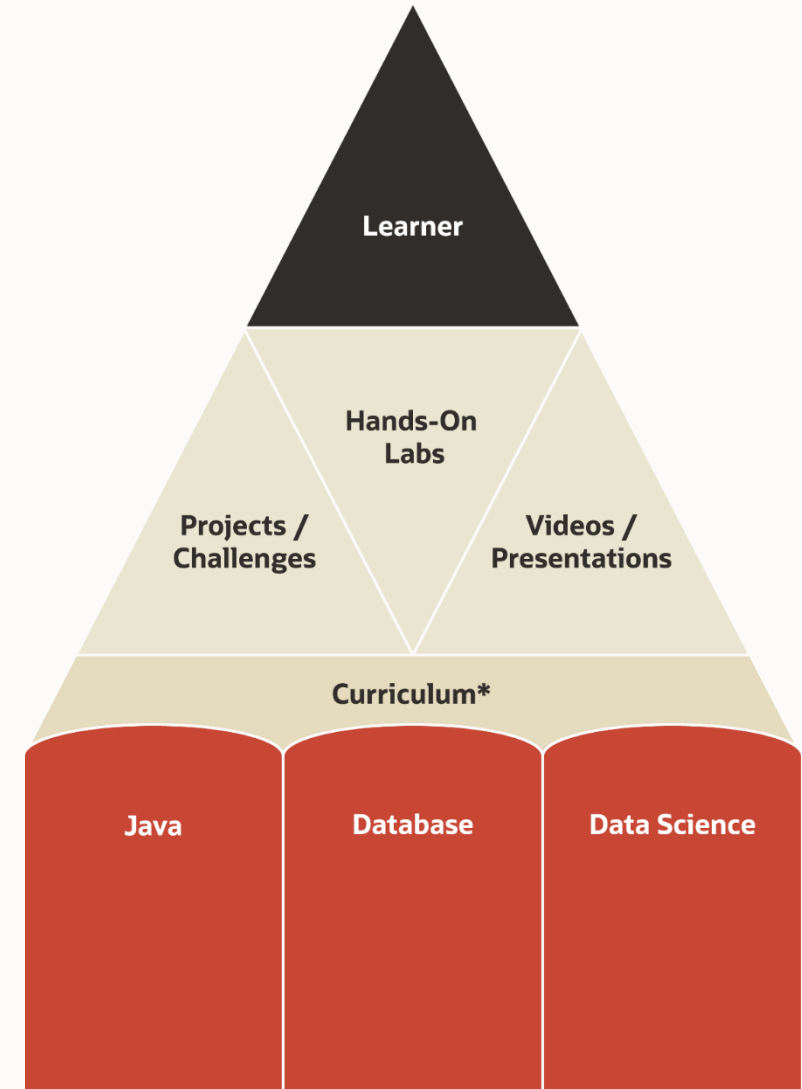 Learner
Hands-On
Labs
Projects /
Challenges
Videos /
Presentations
Curriculum*
Java
Database
Data Science